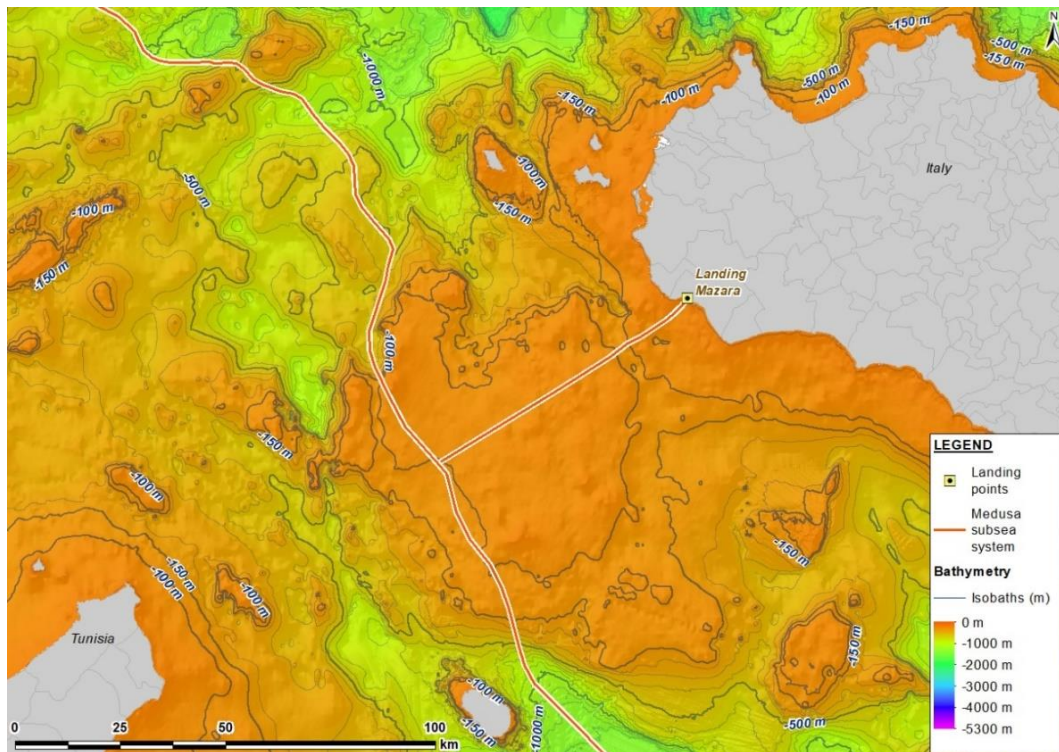 -150 m
N
-500 m
-150 m
-1000 m
-500 m
-100 m
-150 m
-100 m
-100 m
Italy
-500 m
-100 m
-150 m
-150 m
Landing
Mazara
-100 m
-150 m
-100 m
-150 m
-150 m
-100 m
-100 m
-150 m
Tunisia
-100 m
-150 m
-1000 m
-500 m
-150 m
LEGEND
Landing
points
Medusa
subsea
system
Bathymetry
Isobaths (m)
0 m
-1000 m
-2000 m
-3000 m
-4000 m
-5300 m
0 25 50 100
km